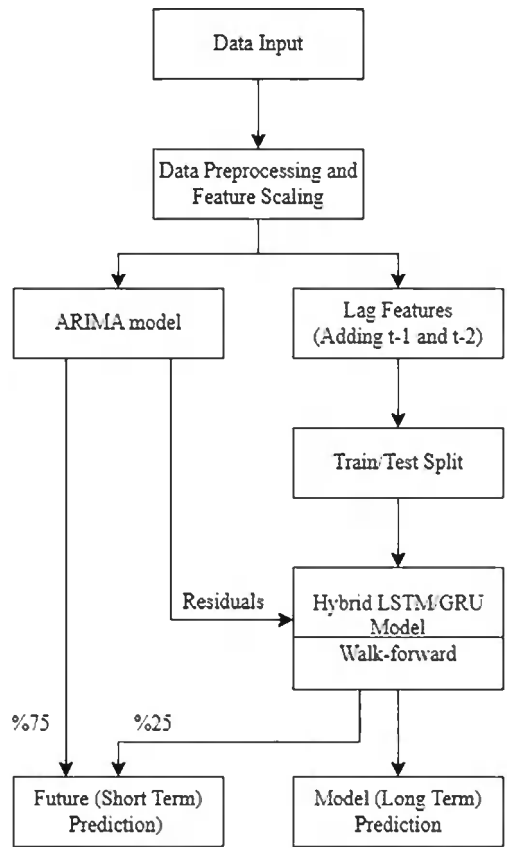 Data Input
Data Preprocessing and
Feature Scaling
ARIMA model
Lag Features
(Adding t-1 and t-2)
Train/Test Split
Residuals
Hybrid LSTM/GRU
Model
Walk-forward
%75
%25
Future (Short Term)
Prediction)
Model (Long Term)
Prediction